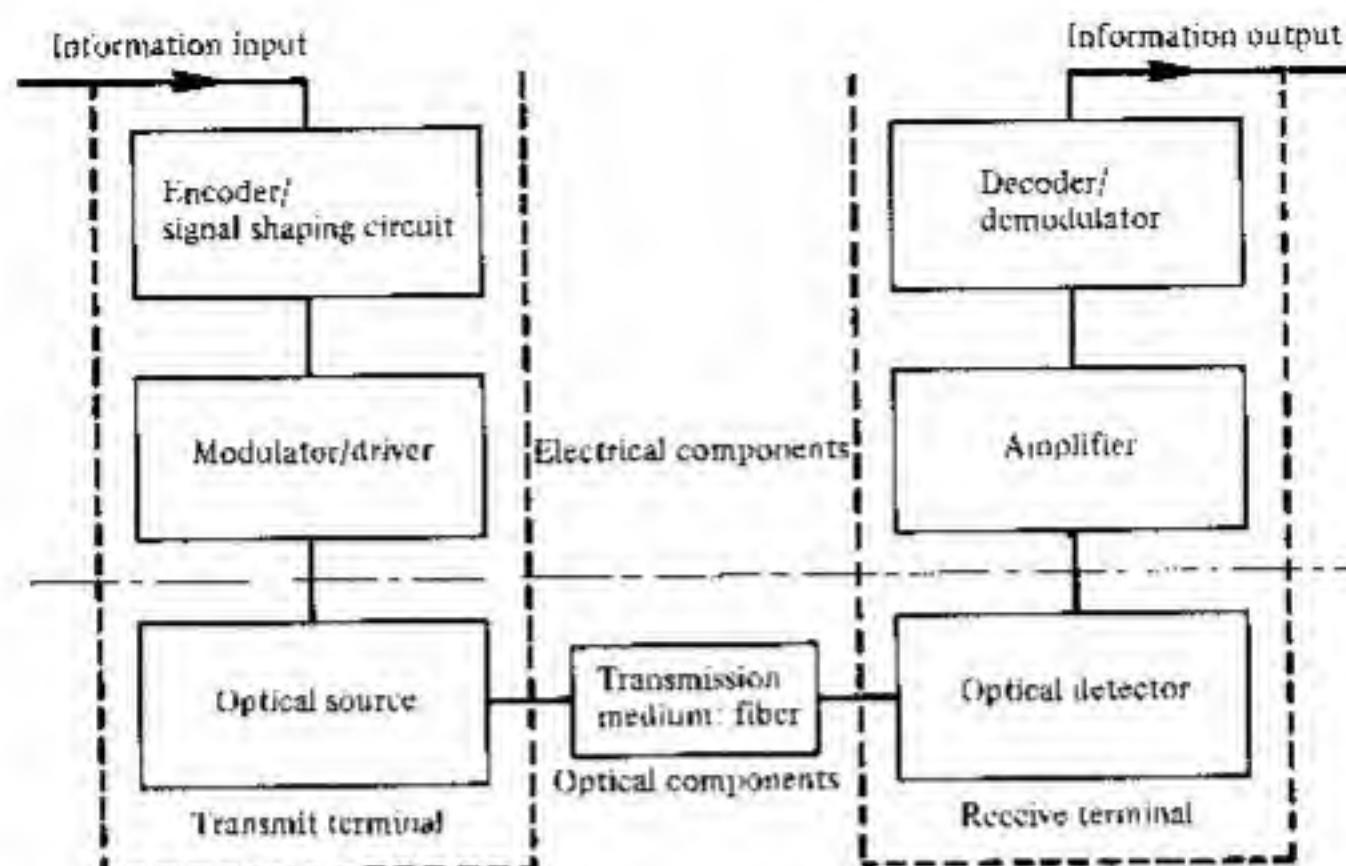 Information input
Information output
Encoder/
signal shaping circuit
Decoder/
demodulator
Modulator/driver
Electrical components
Amplifier
Optical source
Transmission
medium: fiber
Optical detector
Optical components
Transmit terminal
Receive terminal